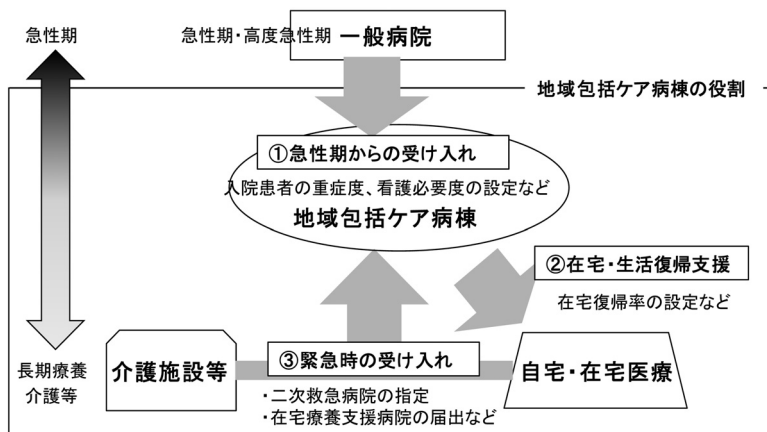 急性期
急性期・高度急性期 一般病院
地域包括ケア病棟の役割
①急性期からの受け入れ
入院患者の重症度、看護必要度の設定など
地域包括ケア病棟
②在宅・生活復帰支援
在宅復帰率の設定など
長期療養
介護等
介護施設等
③緊急時の受け入れ
自宅・在宅医療
・二次救急病院の指定
・在宅療養支援病院の届出など